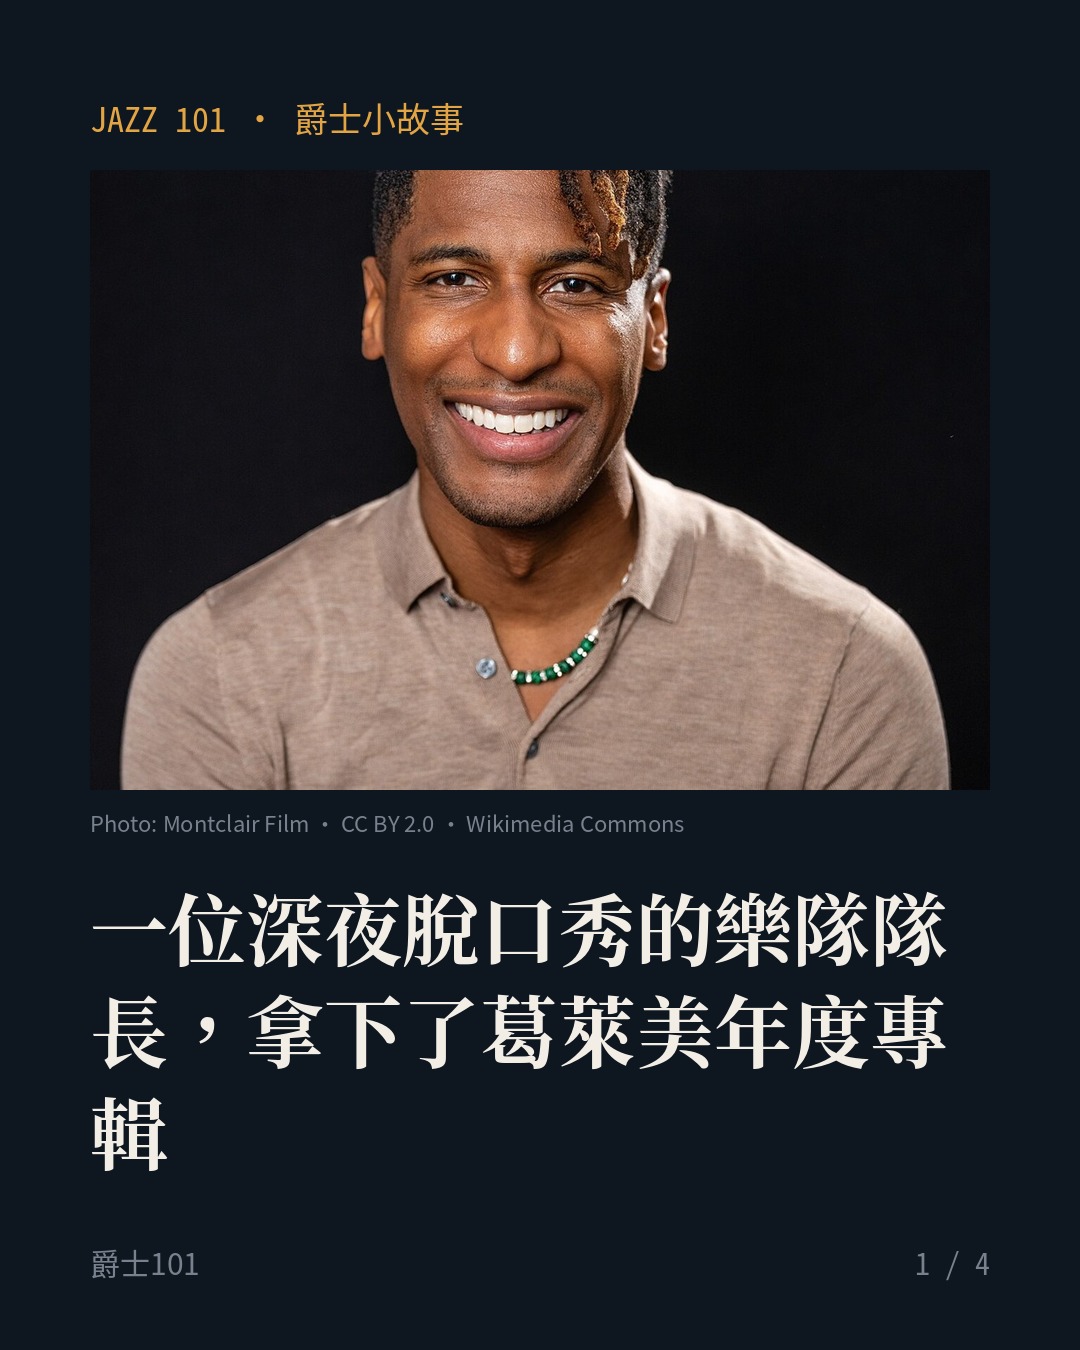 JAZZ 101 · 爵士小故事
Photo: Montclair Film · CC BY 2.0 · Wikimedia Commons
一位深夜脫口秀的樂隊隊
長，拿下了葛萊美年度專
輯
爵士101
1 / 4